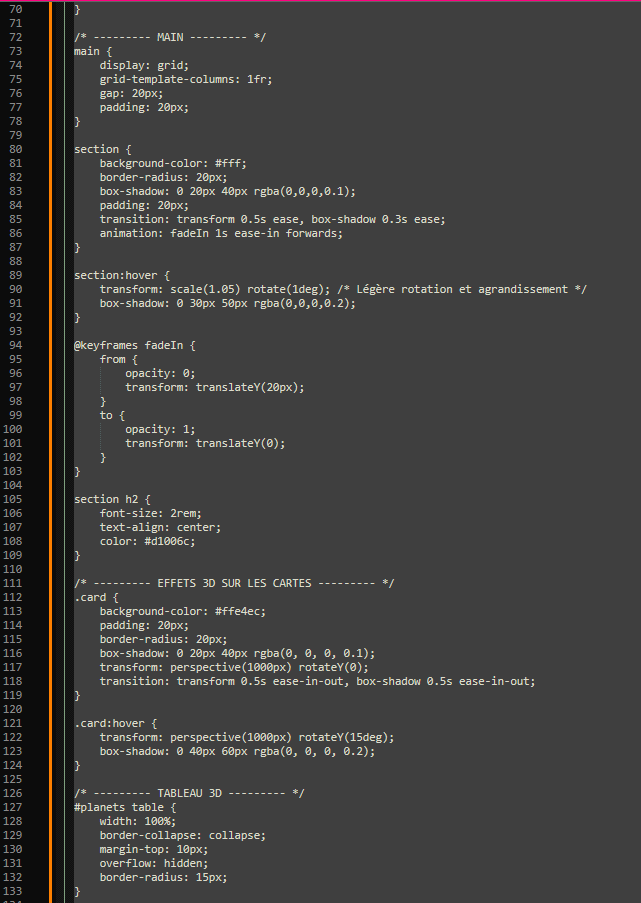 70 }
71
72 /* --------- MAIN --------- */
73 main {
74     display: grid;
75     grid-template-columns: 1fr;
76     gap: 20px;
77     padding: 20px;
78 }
79
80 section {
81     background-color: #fff;
82     border-radius: 20px;
83     box-shadow: 0 20px 40px rgba(0,0,0,0.1);
84     padding: 20px;
85     transition: transform 0.5s ease, box-shadow 0.3s ease;
86     animation: fadeIn 1s ease-in forwards;
87 }
88
89 section:hover {
90     transform: scale(1.05) rotate(1deg); /* Légère rotation et agrandissement */
91     box-shadow: 0 30px 50px rgba(0,0,0,0.2);
92 }
93
94 @keyframes fadeIn {
95     from {
96         opacity: 0;
97         transform: translateY(20px);
98     }
99     to {
100         opacity: 1;
101         transform: translateY(0);
102     }
103 }
104
105 section h2 {
106     font-size: 2rem;
107     text-align: center;
108     color: #d1006c;
109 }
110
111 /* --------- EFFETS 3D SUR LES CARTES --------- */
112 .card {
113     background-color: #ffe4ec;
114     padding: 20px;
115     border-radius: 20px;
116     box-shadow: 0 20px 40px rgba(0, 0, 0, 0.1);
117     transform: perspective(1000px) rotateY(0);
118     transition: transform 0.5s ease-in-out, box-shadow 0.5s ease-in-out;
119 }
120
121 .card:hover {
122     transform: perspective(1000px) rotateY(15deg);
123     box-shadow: 0 40px 60px rgba(0, 0, 0, 0.2);
124 }
125
126 /* --------- TABLEAU 3D --------- */
127 #planets table {
128     width: 100%;
129     border-collapse: collapse;
130     margin-top: 10px;
131     overflow: hidden;
132     border-radius: 15px;
133 }